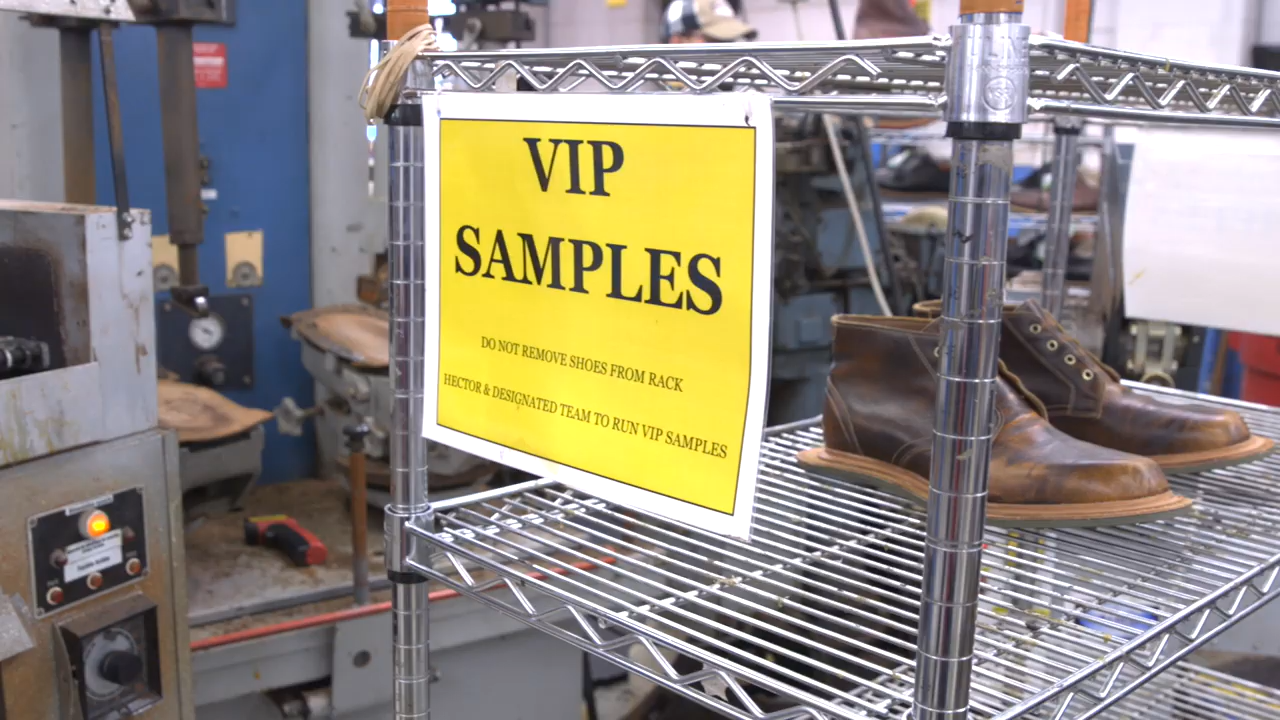 VIP
SAMPLES
DO NOT REMOVE SHOES FROM RACK
HECTOR & DESIGNATED TEAM TO RUN VIP SAMPLES